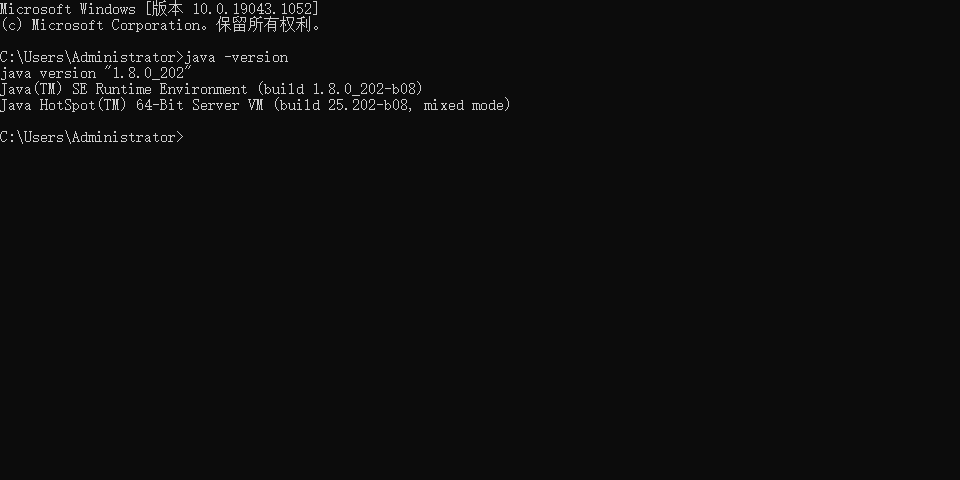 Microsoft Windows [版本 10.0.19043.1052]
(c) Microsoft Corporation。保留所有权利。
C:\Users\Administrator>java -version
java version "1.8.0_202"
Java(TM) SE Runtime Environment (build 1.8.0_202-b08)
Java HotSpot(TM) 64-Bit Server VM (build 25.202-b08, mixed mode)
C:\Users\Administrator>